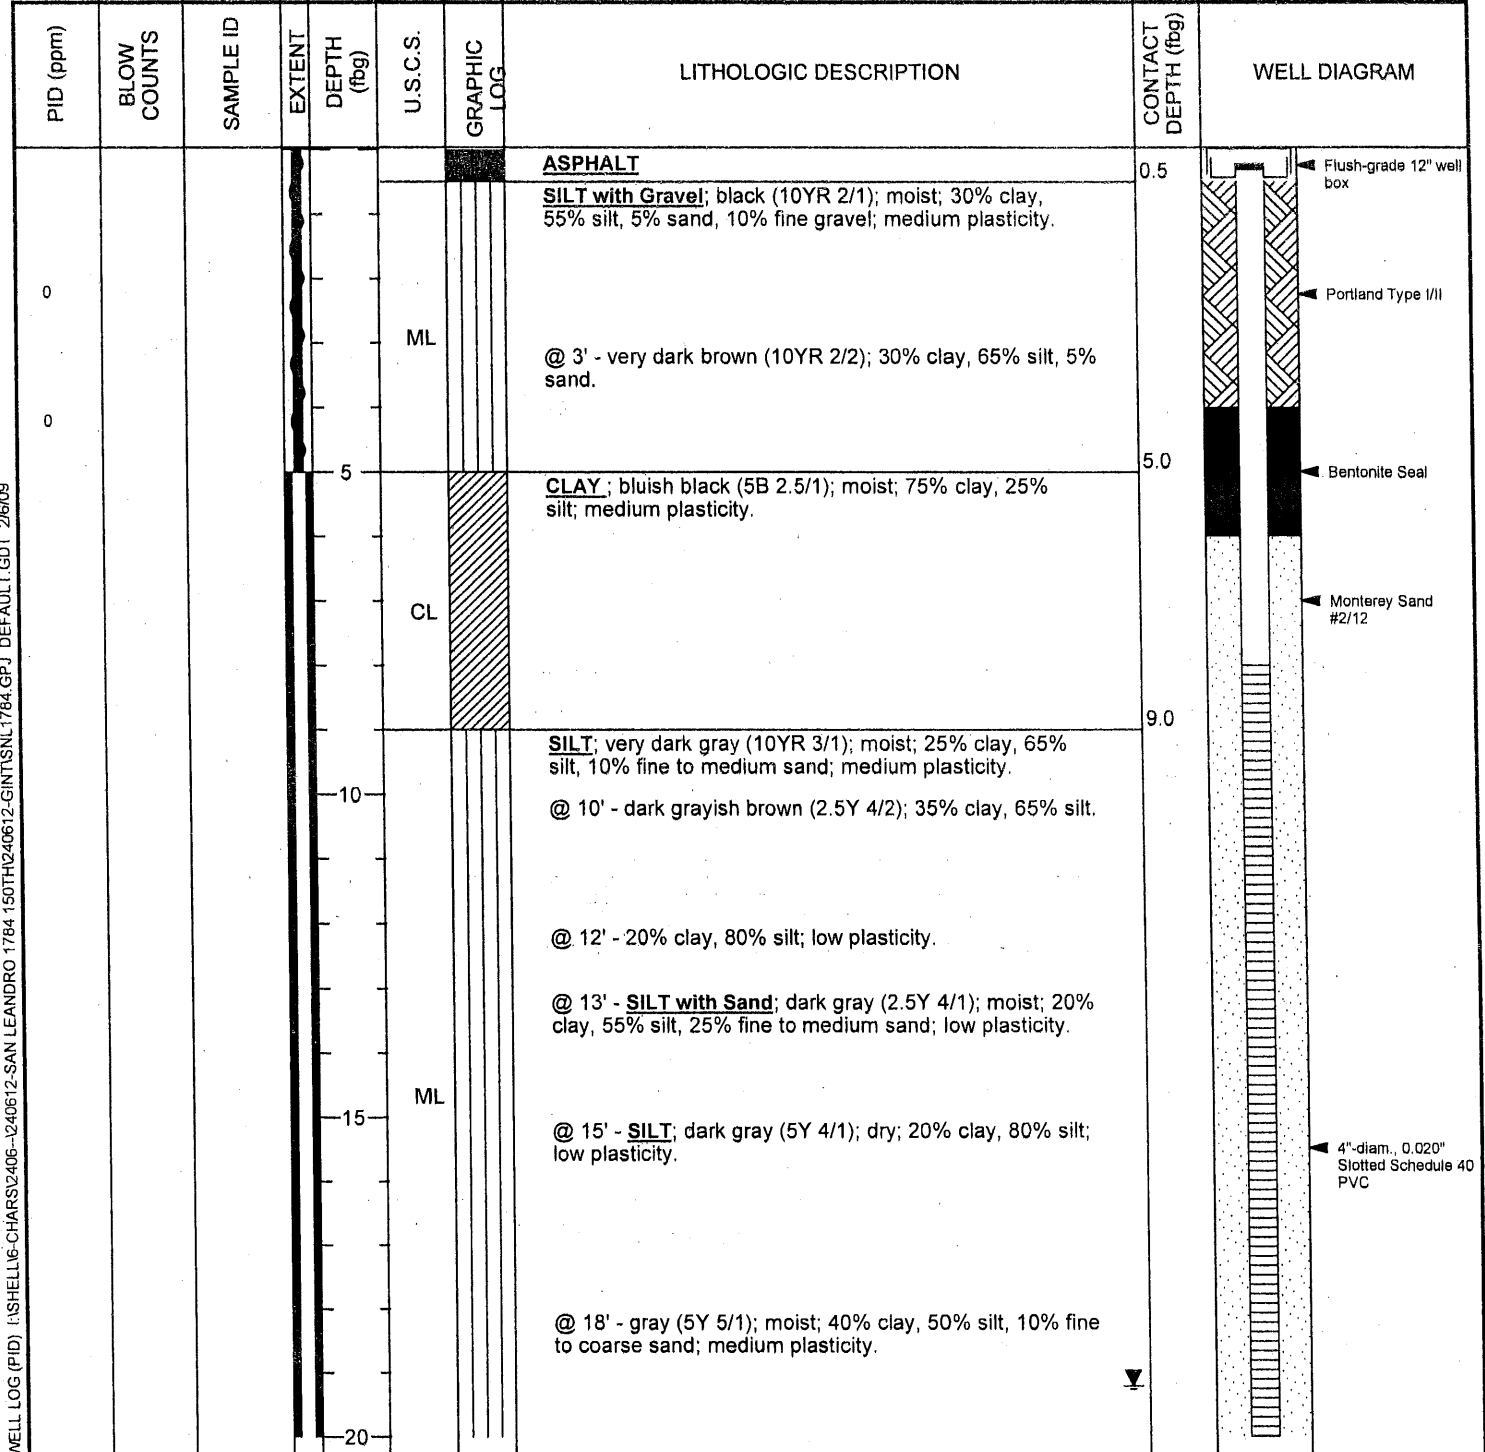 PID (ppm)
BLOW
COUNTS
SAMPLE ID
EXTENT
DEPTH
(fbg)
U.S.C.S.
GRAPHIC
LOG
LITHOLOGIC DESCRIPTION
CONTACT
DEPTH (fbg)
WELL DIAGRAM
ASPHALT
0.5
Flush-grade 12" well
box
SILT with Gravel; black (10YR 2/1); moist; 30% clay,
55% silt, 5% sand, 10% fine gravel; medium plasticity.
0
Portland Type I/II
ML
@ 3' - very dark brown (10YR 2/2); 30% clay, 65% silt, 5%
sand.
0
5
5.0
Bentonite Seal
CLAY ; bluish black (5B 2.5/1); moist; 75% clay, 25%
silt; medium plasticity.
CL
Monterey Sand
#2/12
9.0
SILT; very dark gray (10YR 3/1); moist; 25% clay, 65%
silt, 10% fine to medium sand; medium plasticity.
10
@ 10' - dark grayish brown (2.5Y 4/2); 35% clay, 65% silt.
@ 12' - 20% clay, 80% silt; low plasticity.
@ 13' - SILT with Sand; dark gray (2.5Y 4/1); moist; 20%
clay, 55% silt, 25% fine to medium sand; low plasticity.
ML
15
@ 15' - SILT; dark gray (5Y 4/1); dry; 20% clay, 80% silt;
low plasticity.
4"-diam., 0.020"
Slotted Schedule 40
PVC
@ 18' - gray (5Y 5/1); moist; 40% clay, 50% silt, 10% fine
to coarse sand; medium plasticity.
20
WELL LOG (PID) I:\SHELL\6-CHARS\2406--\240612-SAN LEANDRO 1784 150TH\240612-GINT\SNL1784.GPJ DEFAULT.GDT 2/6/09